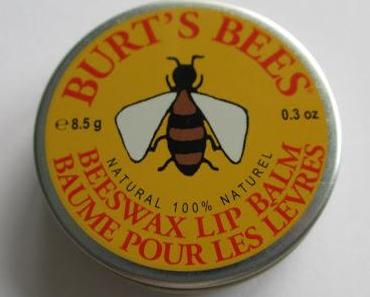 BURT'S BEES
℮ 8.5 g
0.3 oz
NATURAL 100% NATUREL
BEESWAX LIP BALM
BAUME POUR LES LÈVRES